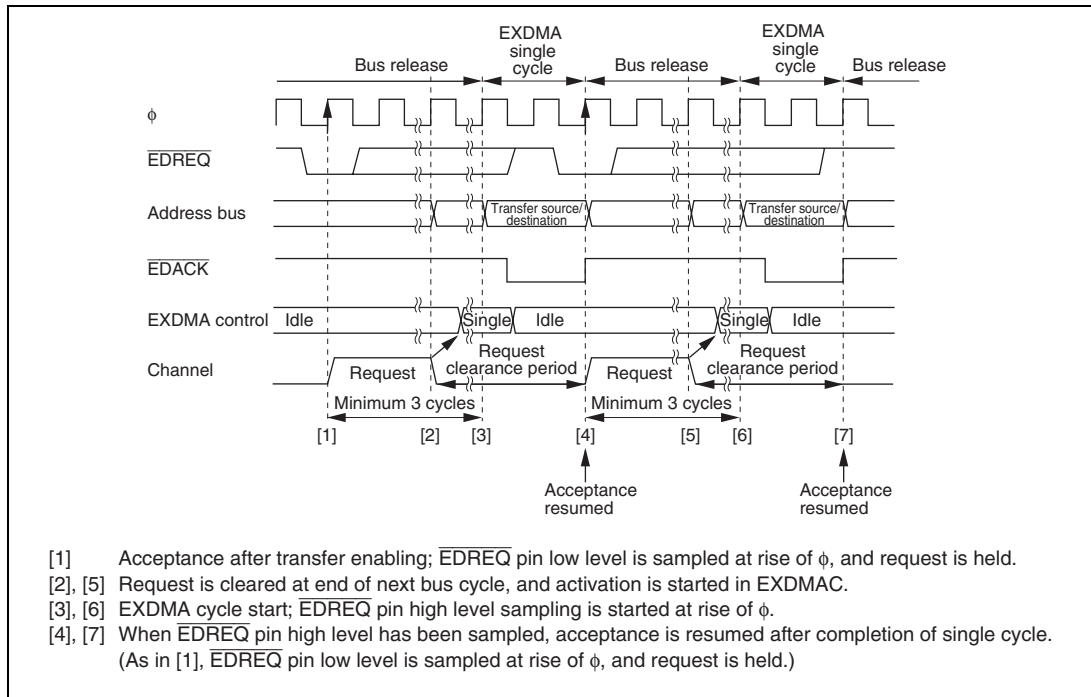 EXDMA single cycle
EXDMA single cycle
Bus release
Bus release
Bus release
φ
EDREQ
Address bus
Transfer source/
destination
Transfer source/
destination
EDACK
EXDMA control
Idle
Single
Idle
Single
Idle
Channel
Request
Request clearance period
Request
Request clearance period
Minimum 3 cycles
Minimum 3 cycles
[1]
[2]
[3]
[4]
[5]
[6]
[7]
Acceptance resumed
Acceptance resumed
[1] Acceptance after transfer enabling; EDREQ pin low level is sampled at rise of φ, and request is held.
[2], [5] Request is cleared at end of next bus cycle, and activation is started in EXDMAC.
[3], [6] EXDMA cycle start; EDREQ pin high level sampling is started at rise of φ.
[4], [7] When EDREQ pin high level has been sampled, acceptance is resumed after completion of single cycle.
(As in [1], EDREQ pin low level is sampled at rise of φ, and request is held.)